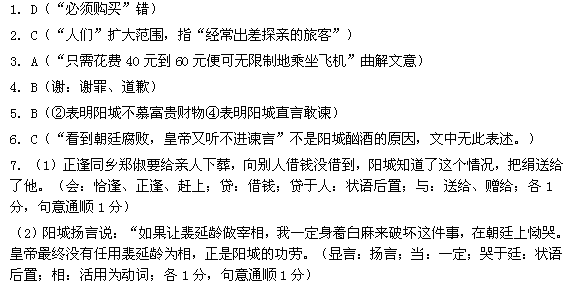 1. D（“必须购买”错）
2. C（“人们”扩大范围，指“经常出差探亲的旅客”）
3. A（“只需花费 40 元到 60 元便可无限制地乘坐飞机”曲解文意）
4. B（谢：谢罪、道歉）
5. B（②表明阳城不慕富贵财物④表明阳城直言敢谏）
6. C（“看到朝廷腐败，皇帝又听不进谏言”不是阳城酗酒的原因，文中无此表述。）
7. （1）正逢同乡郑俶要给亲人下葬，向别人借钱没借到，阳城知道了这个情况，把绢送给
了他。（会：恰逢、正逢、赶上；贷：借钱；贷于人：状语后置；与：送给、赠给；各 1
分，句意通顺 1 分）
（2）阳城扬言说：“如果让裴延龄做宰相，我一定身着白麻来破坏这件事，在朝廷上恸哭。
皇帝最终没有任用裴延龄为相，正是阳城的功劳。（显言：扬言；当：一定；哭于廷：状语
后置；相：活用为动词；各 1 分，句意通顺 1 分）